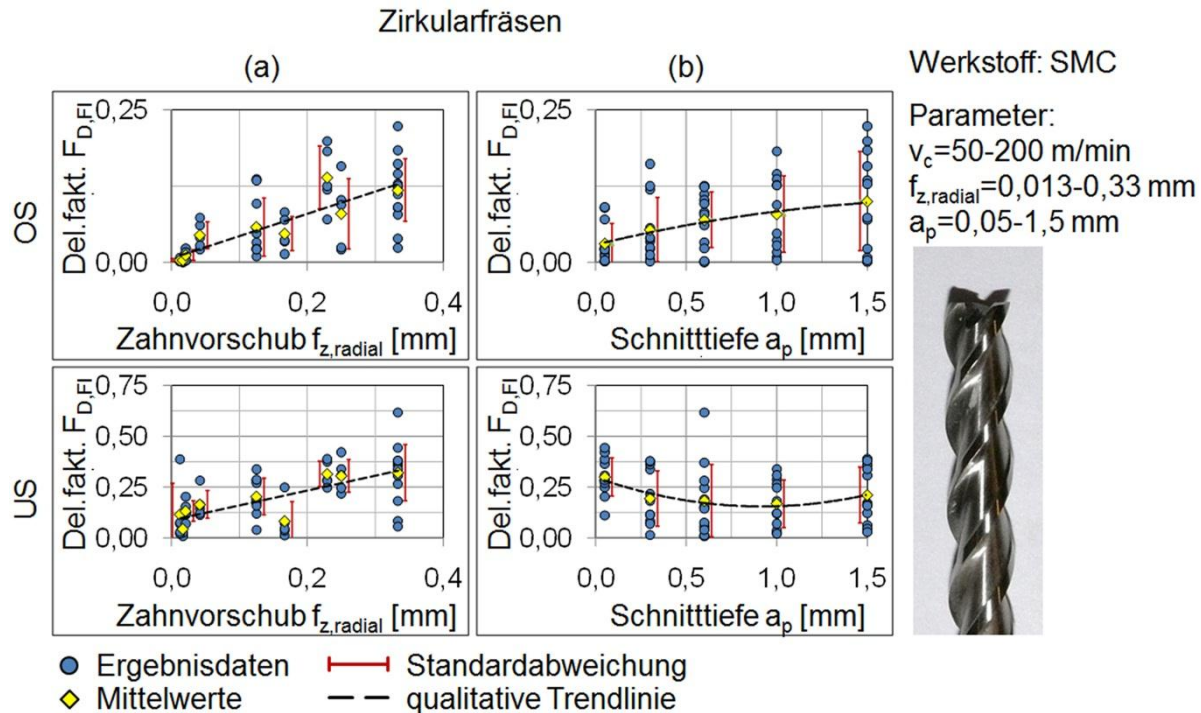 Zirkularfräsen
(a)
(b)
OS
Del.fakt. F_D,FI
0,25
0,00
0,0
0,2
0,4
Zahnvorschub f_z,radial [mm]
Del.fakt. F_D,FI
0,25
0,00
0,0
0,5
1,0
1,5
Schnitttiefe a_p [mm]
US
Del.fakt. F_D,FI
0,75
0,50
0,25
0,00
0,0
0,2
0,4
Zahnvorschub f_z,radial [mm]
Del.fakt. F_D,FI
0,75
0,50
0,25
0,00
0,0
0,5
1,0
1,5
Schnitttiefe a_p [mm]
Werkstoff: SMC
Parameter:
v_c=50-200 m/min
f_z,radial=0,013-0,33 mm
a_p=0,05-1,5 mm
Ergebnisdaten
Standardabweichung
Mittelwerte
qualitative Trendlinie